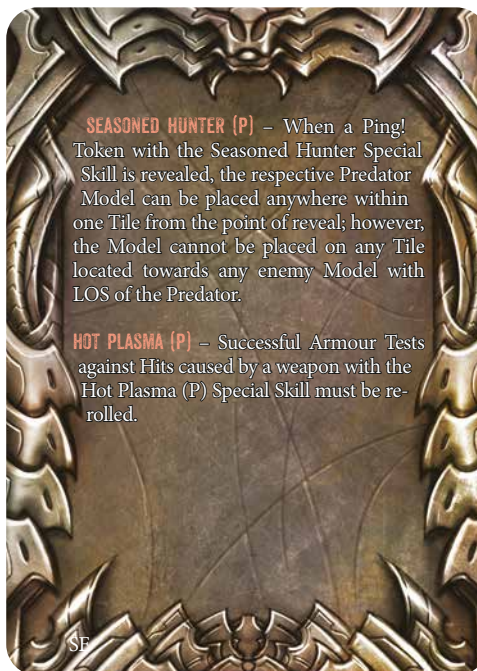 SEASONED HUNTER (P) – When a Ping!
Token with the Seasoned Hunter Special
Skill is revealed, the respective Predator
Model can be placed anywhere within
one Tile from the point of reveal; however,
the Model cannot be placed on any Tile
located towards any enemy Model with
LOS of the Predator.
HOT PLASMA (P) – Successful Armour Tests
against Hits caused by a weapon with the
Hot Plasma (P) Special Skill must be re-
rolled.
SF